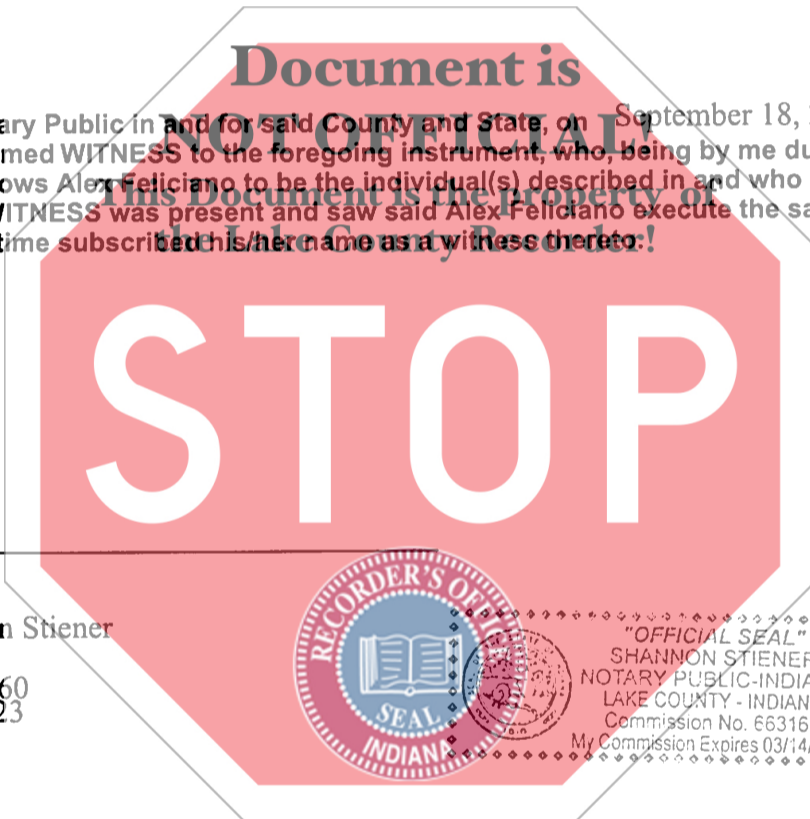 Document is
ary Public in and for said County and State, on September 18,
NOT OFFICIAL!
med WITNESS to the foregoing instrument, who, being by me du
ows Alex Feliciano to be the individual(s) described in and who
This Document is the property of
ITNESS was present and saw said Alex Feliciano execute the sa
time subscribed his/her name as a witness thereto.
the Lake County Recorder!
STOP
n Stiener
60
23
RECORDER'S OFFICE
SEAL
INDIANA
"OFFICIAL SEAL"
SHANNON STIENER
NOTARY PUBLIC-INDIA
LAKE COUNTY - INDIAN
Commission No. 66316
My Commission Expires 03/14/